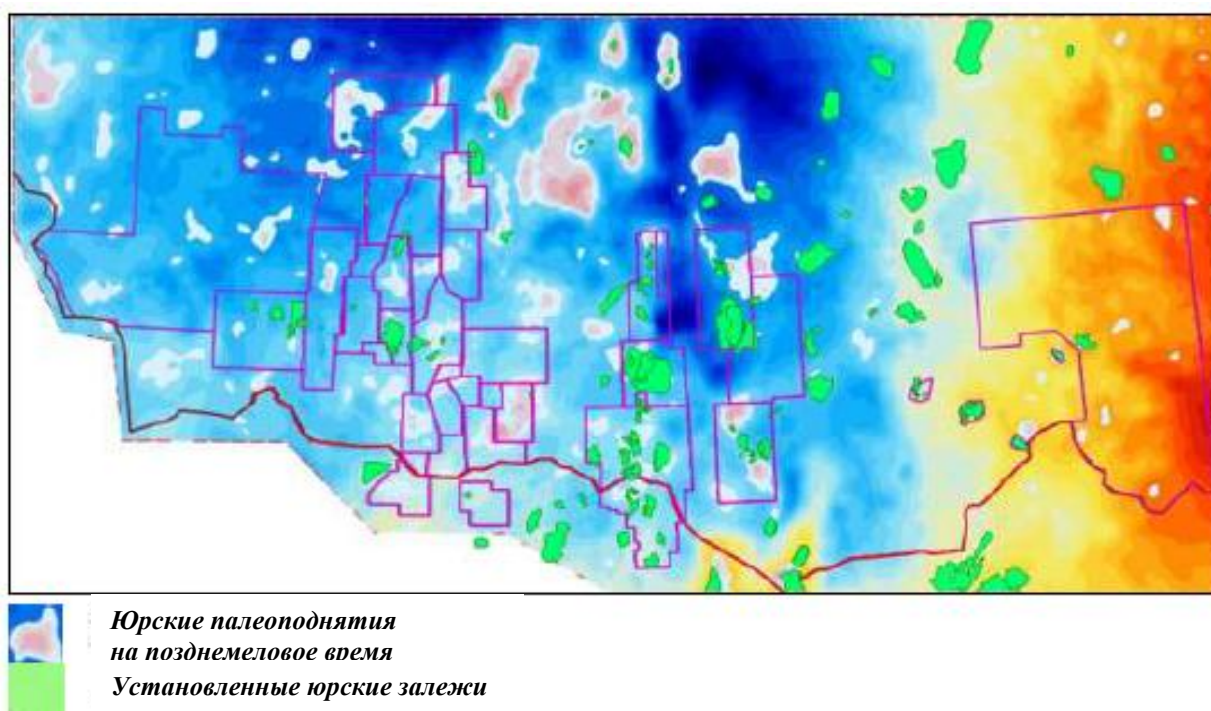 Юрские палеоподнятия
на позднемеловое время
Установленные юрские залежи